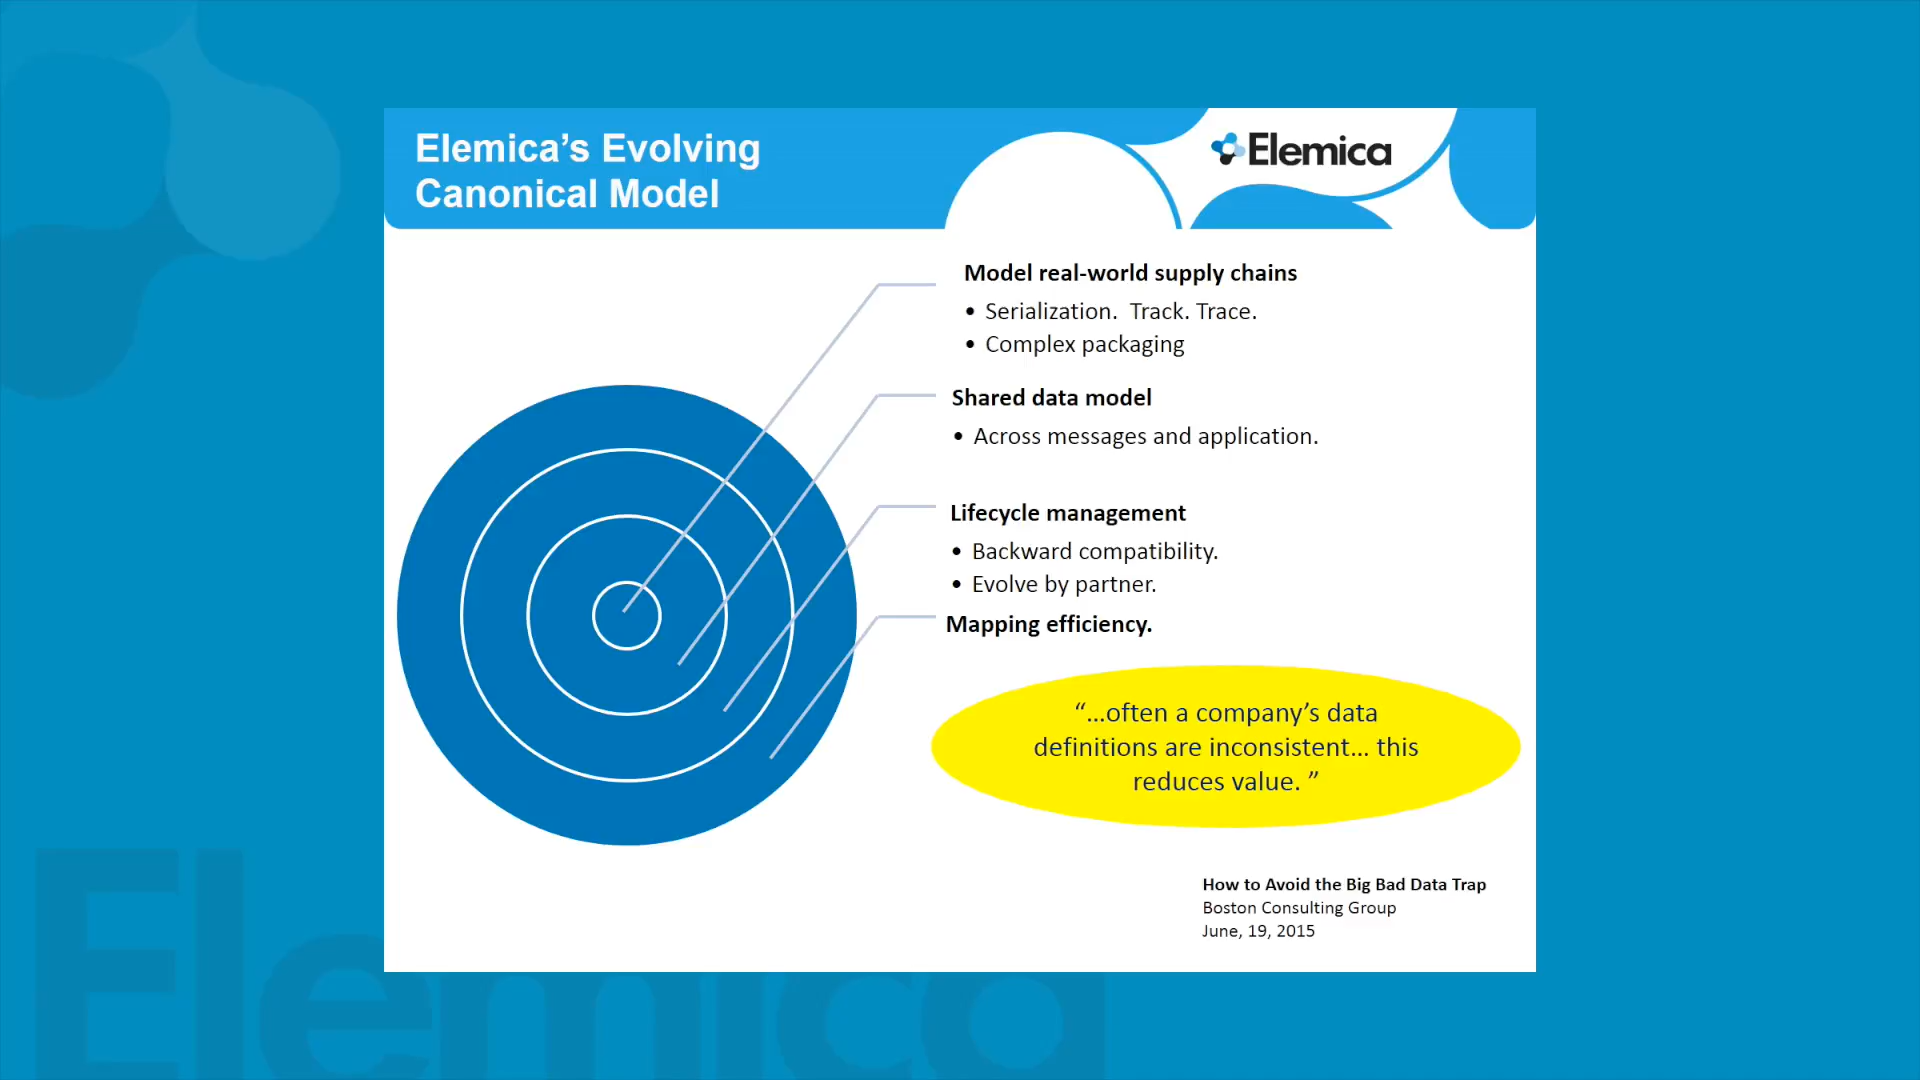 Elemica’s Evolving
Canonical Model
Elemica
Model real-world supply chains
• Serialization.  Track. Trace.
• Complex packaging
Shared data model
• Across messages and application.
Lifecycle management
• Backward compatibility.
• Evolve by partner.
Mapping efficiency.
“…often a company’s data
definitions are inconsistent… this
reduces value. ”
How to Avoid the Big Bad Data Trap
Boston Consulting Group
June, 19, 2015
Elemica